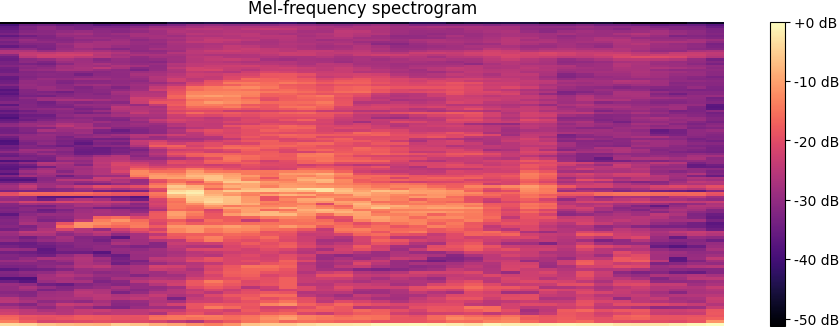 Mel-frequency spectrogram
+0 dB
-10 dB
-20 dB
-30 dB
-40 dB
-50 dB